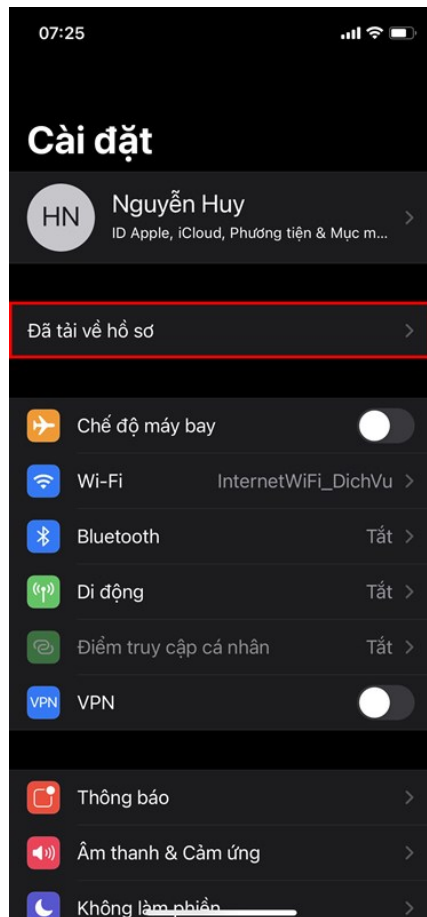 07:25
Cài đặt
HN
Nguyễn Huy
ID Apple, iCloud, Phương tiện & Mục m...
Đã tải về hồ sơ
Chế độ máy bay
Wi-Fi InternetWiFi_DichVu
Bluetooth Tắt
Di động Tắt
Điểm truy cập cá nhân Tắt
VPN VPN
Thông báo
Âm thanh & Cảm ứng
Không làm phiền